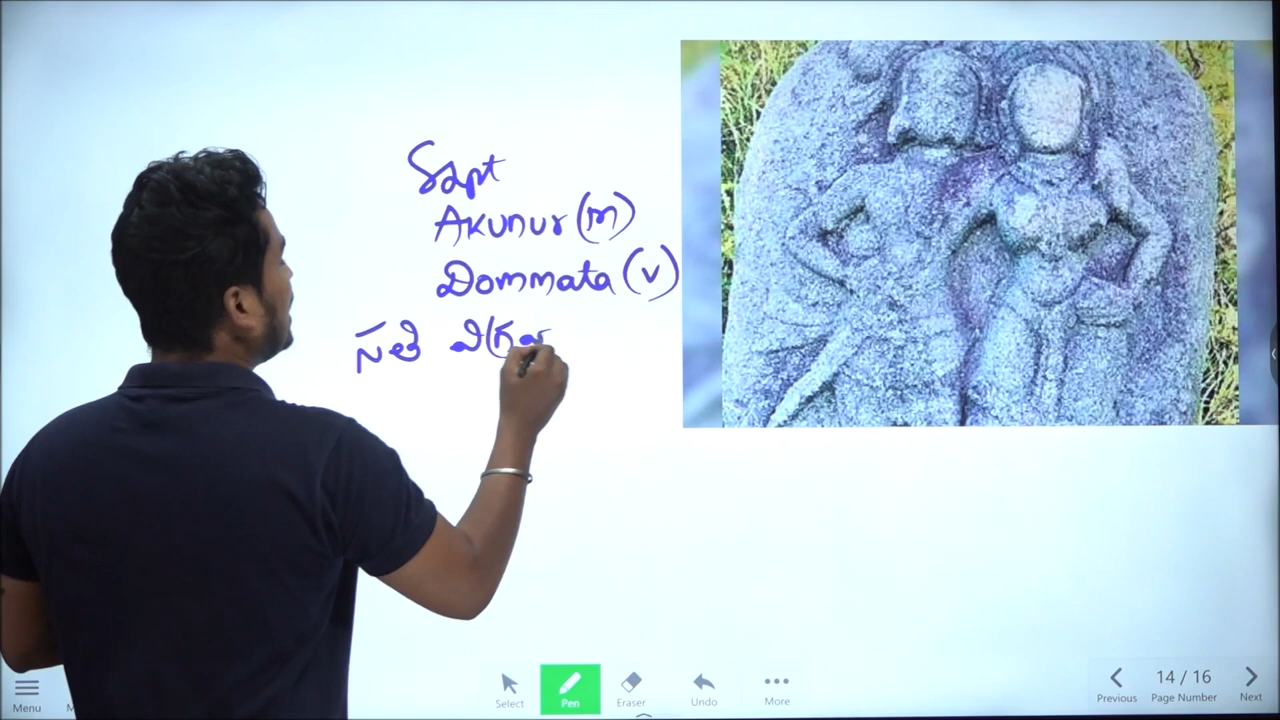 Sapt
Akunur (m)
Dommata (v)
సతి విగ్ర
Select
Pen
Eraser
Undo
More
Menu
Previous
14 / 16
Page Number
Next